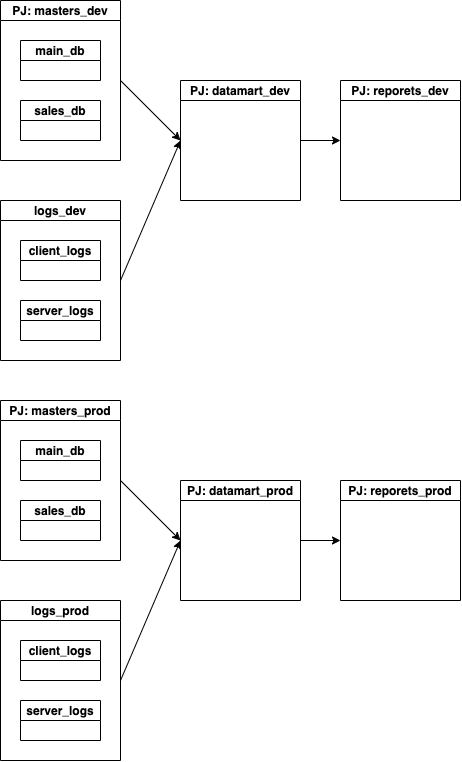 PJ: masters_dev
main_db
sales_db
PJ: datamart_dev
PJ: reporets_dev
logs_dev
client_logs
server_logs
PJ: masters_prod
main_db
sales_db
PJ: datamart_prod
PJ: reporets_prod
logs_prod
client_logs
server_logs